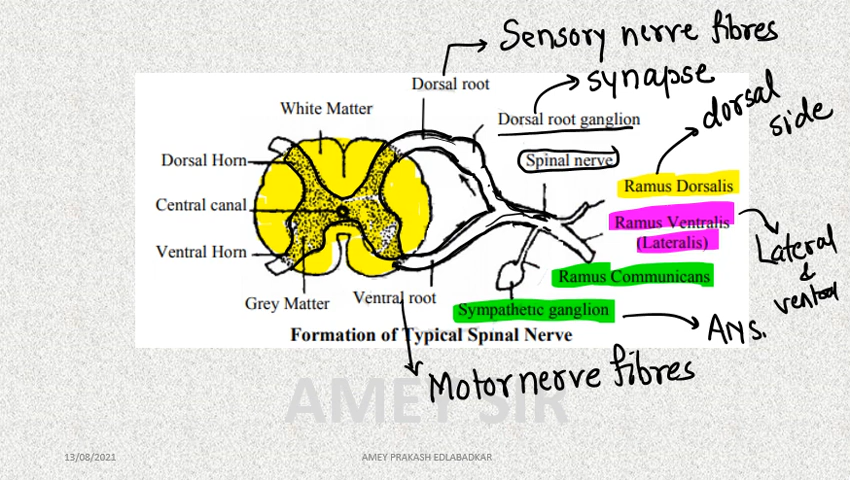 Sensory nerve fibres
Dorsal root
synapse
White Matter
Dorsal root ganglion
dorsal
side
Dorsal Horn
Spinal nerve
Ramus Dorsalis
Central canal
Ramus Ventralis
(Lateralis)
Lateral
&
Ventral Horn
Ramus Communicans
Grey Matter
Ventral root
Sympathetic ganglion
ANS.
Formation of Typical Spinal Nerve
Motor nerve fibres
AMEY SIR
13/08/2021
AMEY PRAKASH EDLABADKAR